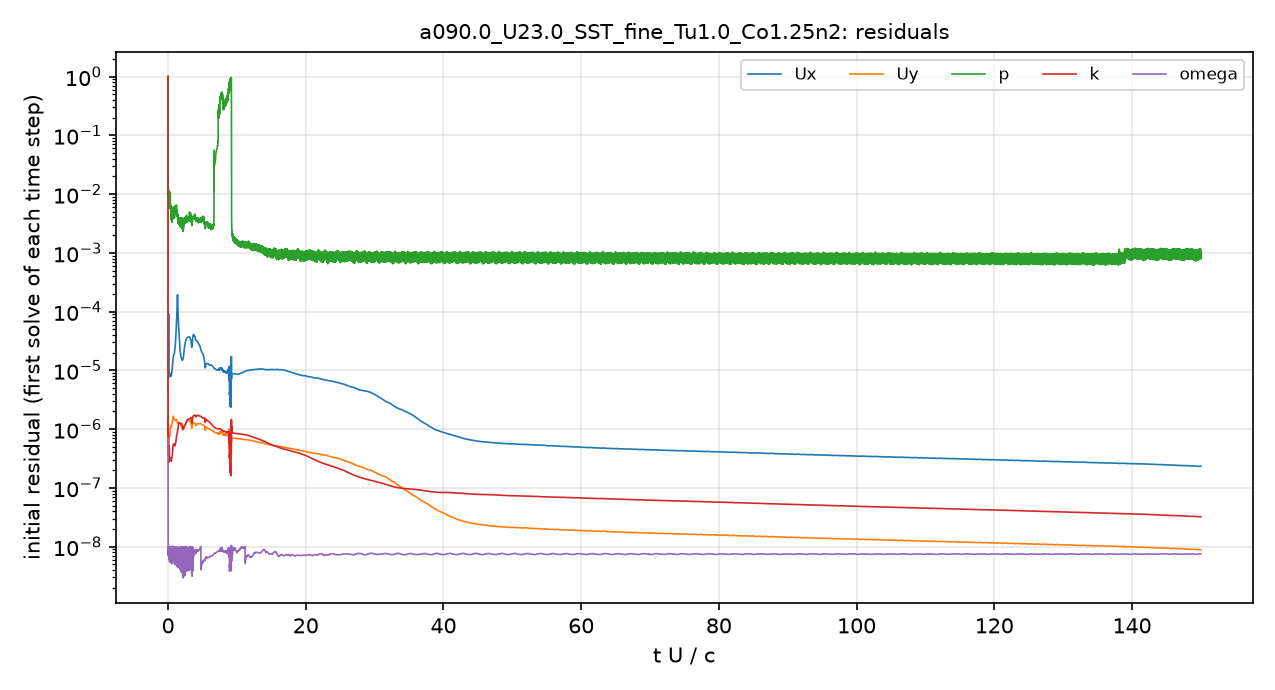 a090.0_U23.0_SST_fine_Tu1.0_Co1.25n2: residuals
Ux Uy p k omega
initial residual (first solve of each time step)
10⁰
10⁻¹
10⁻²
10⁻³
10⁻⁴
10⁻⁵
10⁻⁶
10⁻⁷
10⁻⁸
0 20 40 60 80 100 120 140
t U / c